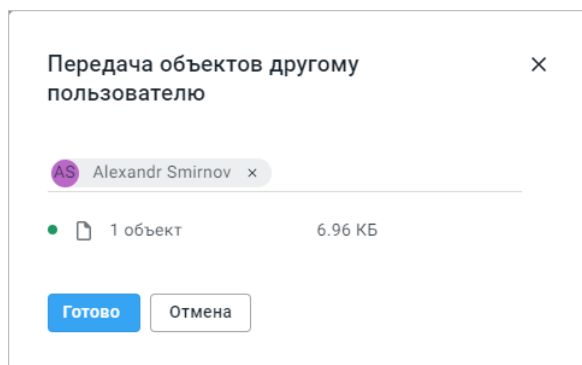 Передача объектов другому
пользователю
AS Alexandr Smirnov ×
1 объект 6.96 КБ
Готово Отмена